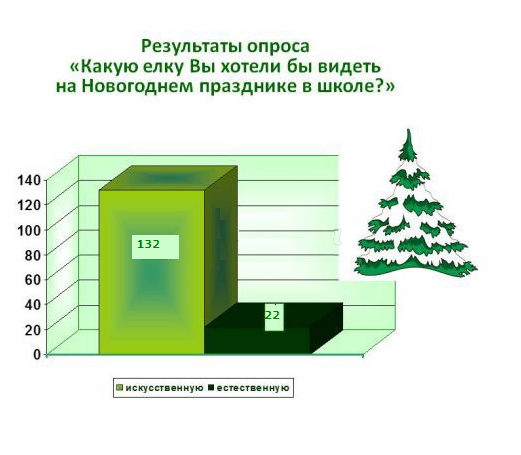 Результаты опроса
«Какую елку Вы хотели бы видеть
на Новогоднем празднике в школе?»
140
120
100
80
60
40
20
0
132
22
искусственную естественную